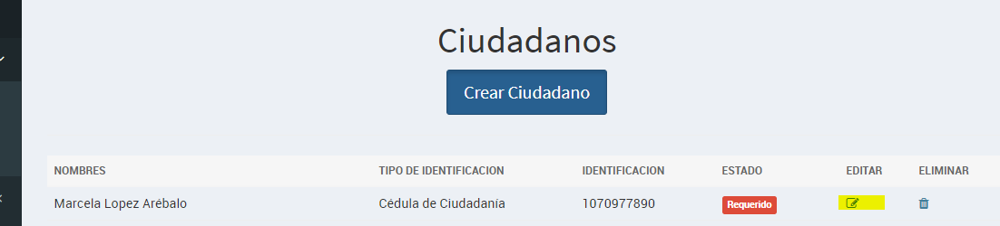 Ciudadanos
Crear Ciudadano
NOMBRES TIPO DE IDENTIFICACION IDENTIFICACION ESTADO EDITAR ELIMINAR
Marcela Lopez Arébalo Cédula de Ciudadanía 1070977890 Requerido